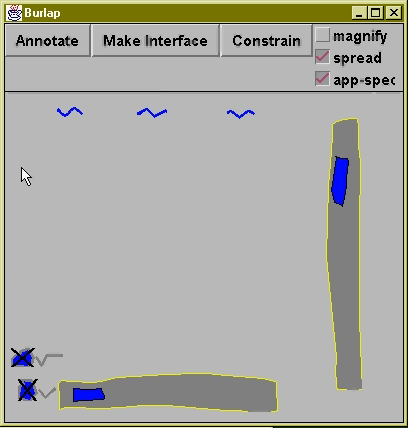 Burlap
Annotate Make Interface Constrain
magnify
spread
app-spec